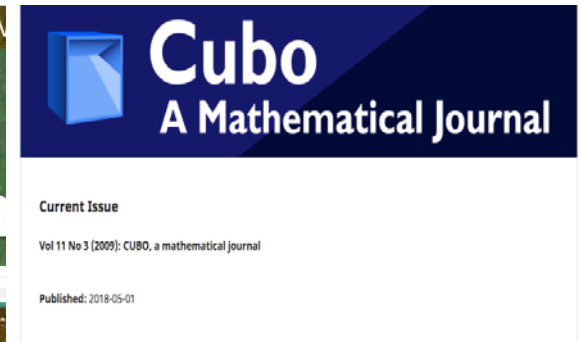 Cubo
A Mathematical Journal
Current Issue
Vol 11 No 3 (2009): CUBO, a mathematical journal
Published: 2018-05-01